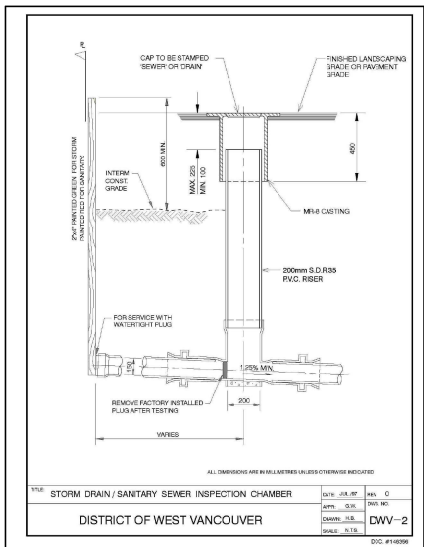 CAP TO BE STAMPED
'SEWER' OR DRAIN'
FINISHED LANDSCAPING
GRADE OR PAVEMENT
GRADE
2"x4" PAINTED GREEN FOR STORM
PAINTED RED FOR SANITARY
600 MIN.
MAX. 225
MIN. 100
450
INTERM
CONST.
GRADE
MR-8 CASTING
200mm S.D.R35
P.V.C. RISER
FOR SERVICE WITH
WATERTIGHT PLUG
150
1.25% MIN.
REMOVE FACTORY INSTALLED
PLUG AFTER TESTING
200
VARIES
ALL DIMENSIONS ARE IN MILLIMETRES UNLESS OTHERWISE INDICATED
TITLE: STORM DRAIN / SANITARY SEWER INSPECTION CHAMBER
DISTRICT OF WEST VANCOUVER
DATE: JUL./97 REV. 0
APPR: G.W. DWG. NO.
DRAWN: H.B. DWV-2
SCALE: N.T.S.
DOC. #146356